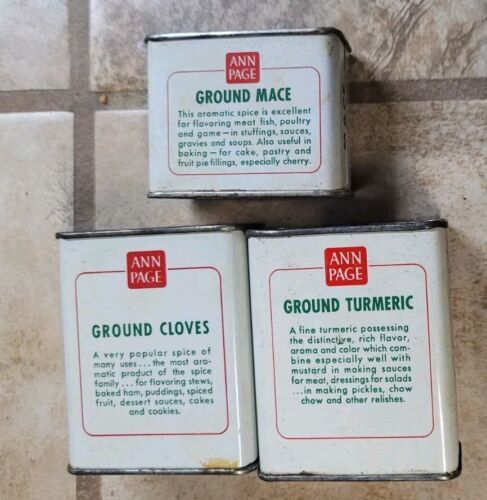 ANN
PAGE
GROUND MACE
This aromatic spice is excellent
for flavoring meat fish, poultry
and game – in stuffings, sauces,
gravies and soups. Also useful in
baking – for cake, pastry and
fruit pie fillings, especially cherry.
ANN
PAGE
GROUND CLOVES
A very popular spice of
many uses . . . the most aro-
matic product of the spice
family . . . for flavoring stews,
baked ham, puddings, spiced
fruit, dessert sauces, cakes
and cookies.
ANN
PAGE
GROUND TURMERIC
A fine turmeric possessing
the distinctive, rich flavor,
aroma and color which com-
bine especially well with
mustard in making sauces
for meat, dressings for salads
. . . in making pickles, chow
chow and other relishes.